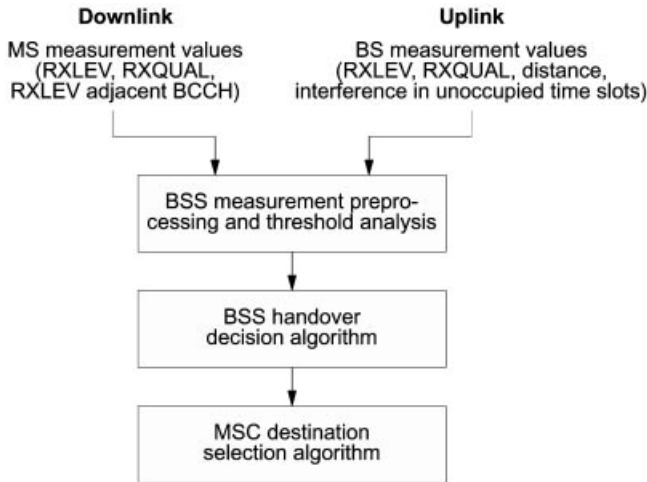 Downlink
MS measurement values
(RXLEV, RXQUAL,
RXLEV adjacent BCCH)
Uplink
BS measurement values
(RXLEV, RXQUAL, distance,
interference in unoccupied time slots)
BSS measurement prepro-
cessing and threshold analysis
BSS handover
decision algorithm
MSC destination
selection algorithm